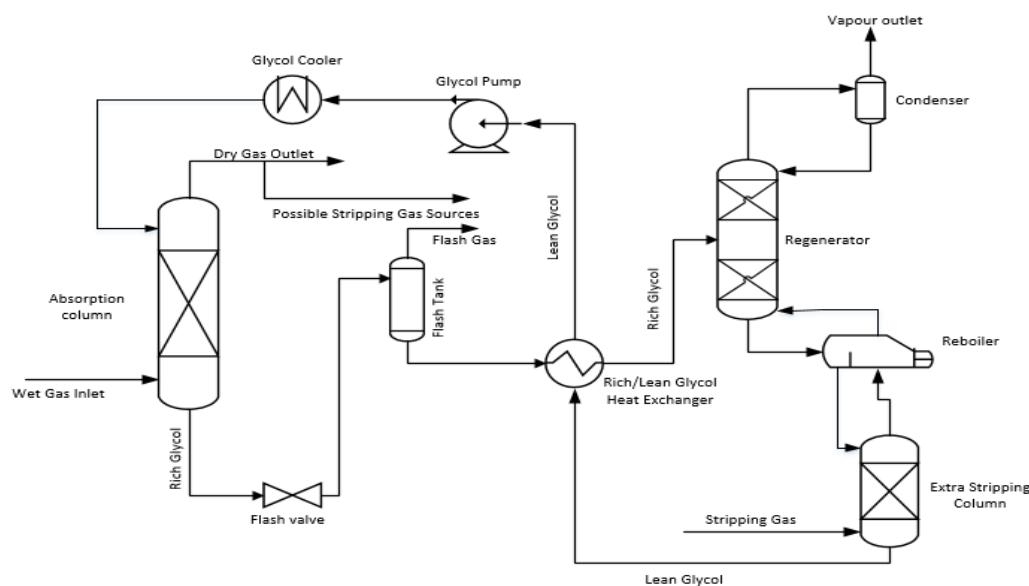 Vapour outlet
Glycol Cooler
Glycol Pump
Condenser
Dry Gas Outlet
Possible Stripping Gas Sources
Flash Gas
Lean Glycol
Rich Glycol
Regenerator
Absorption
column
Flash Tank
Reboiler
Rich/Lean Glycol
Heat Exchanger
Wet Gas Inlet
Rich Glycol
Flash valve
Extra Stripping
Column
Stripping Gas
Lean Glycol